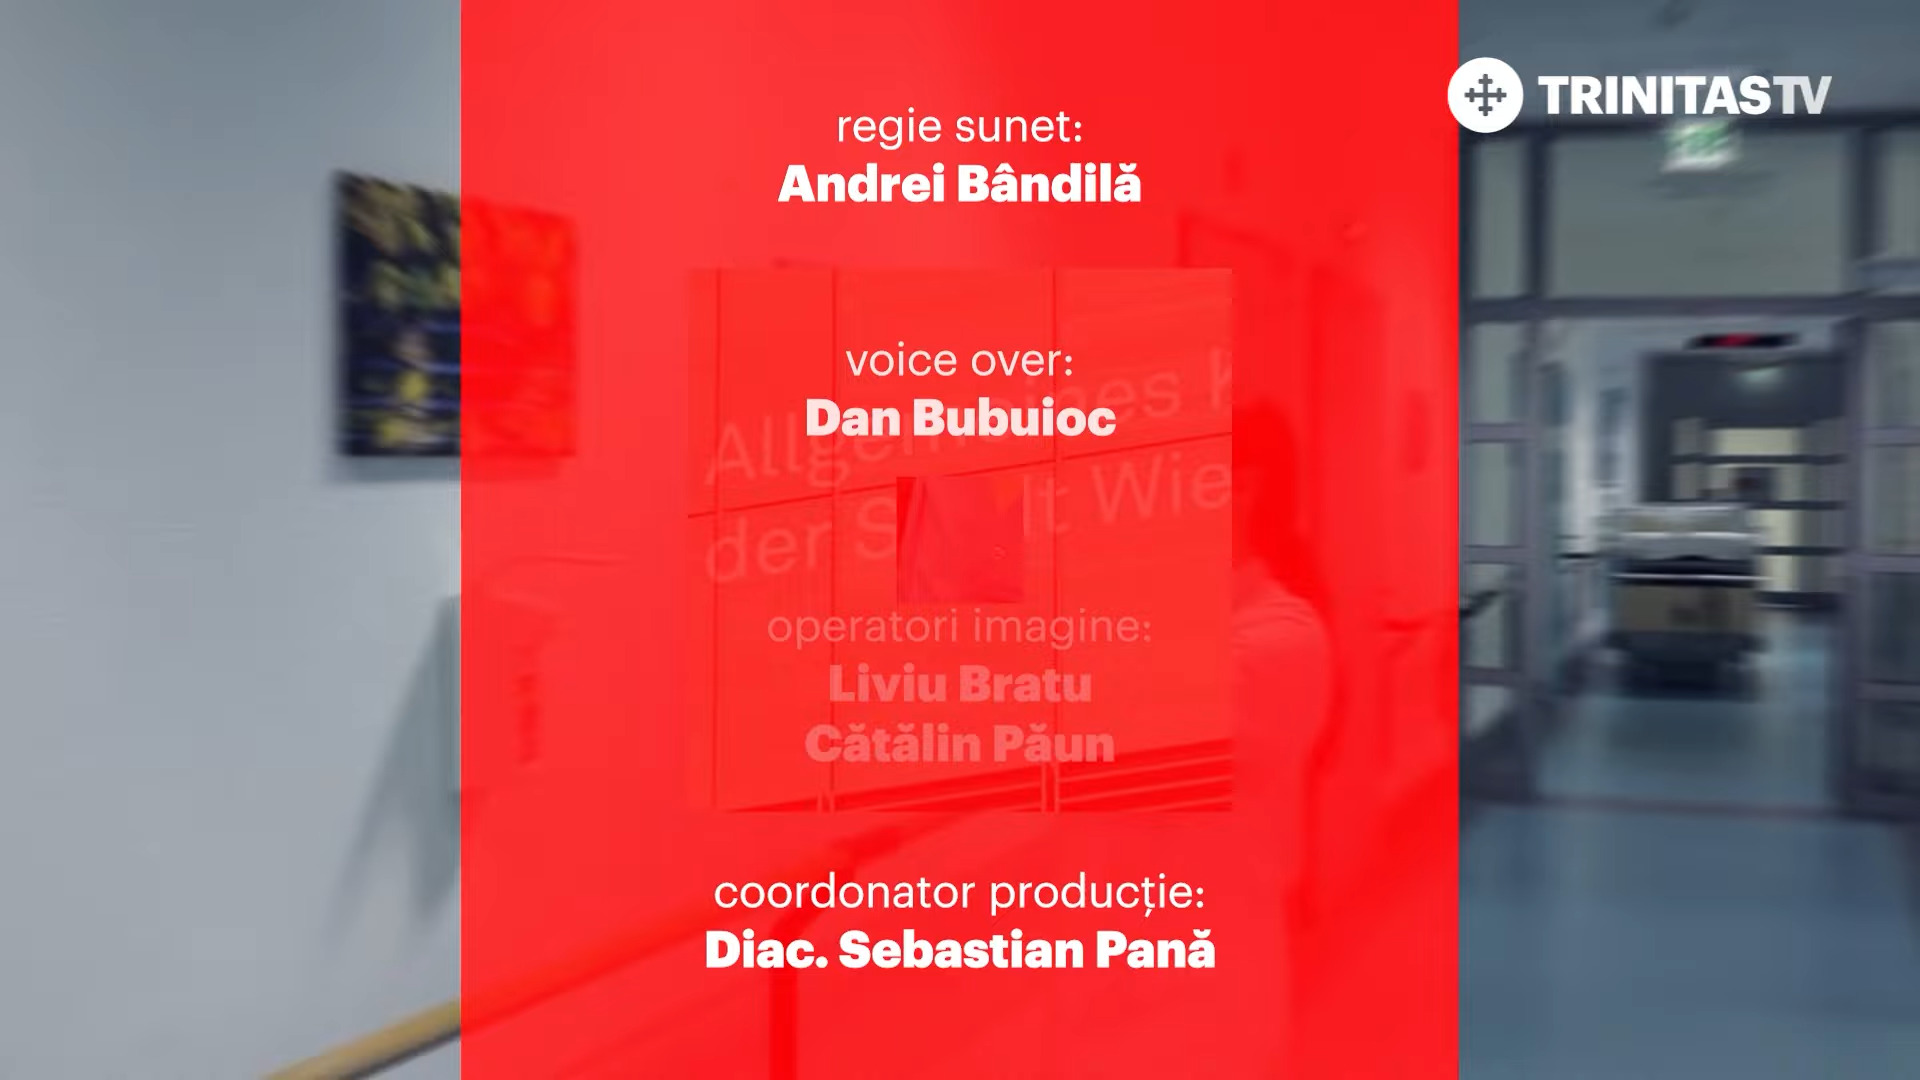 TRINITASTV
regie sunet:
Andrei Bândilă
voice over:
Dan Bubuioc
operatori imagine:
Liviu Bratu
Cătălin Păun
coordonator producție:
Diac. Sebastian Pană